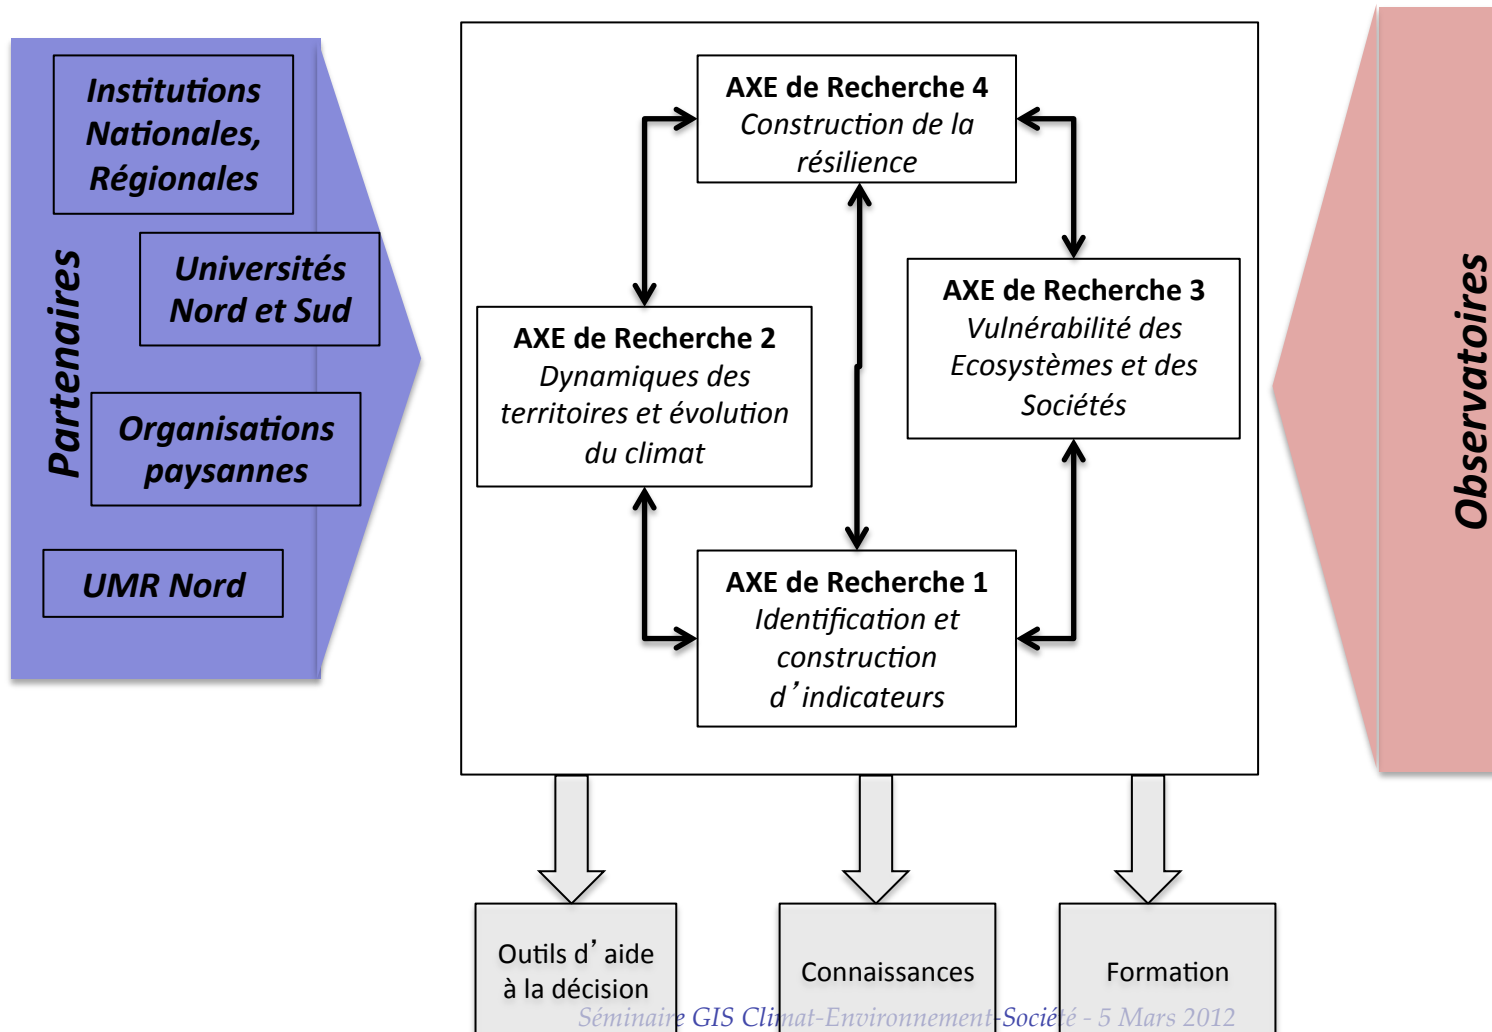 Institutions
Nationales,
Régionales
Universités
Nord et Sud
Organisations
paysannes
UMR Nord
Partenaires
AXE de Recherche 4
Construction de la
résilience
AXE de Recherche 2
Dynamiques des
territoires et évolution
du climat
AXE de Recherche 3
Vulnérabilité des
Ecosystèmes et des
Sociétés
AXE de Recherche 1
Identification et
construction
d’indicateurs
Observatoires
Outils d’aide
à la décision
Connaissances
Formation
Séminaire GIS Climat-Environnement-Société - 5 Mars 2012